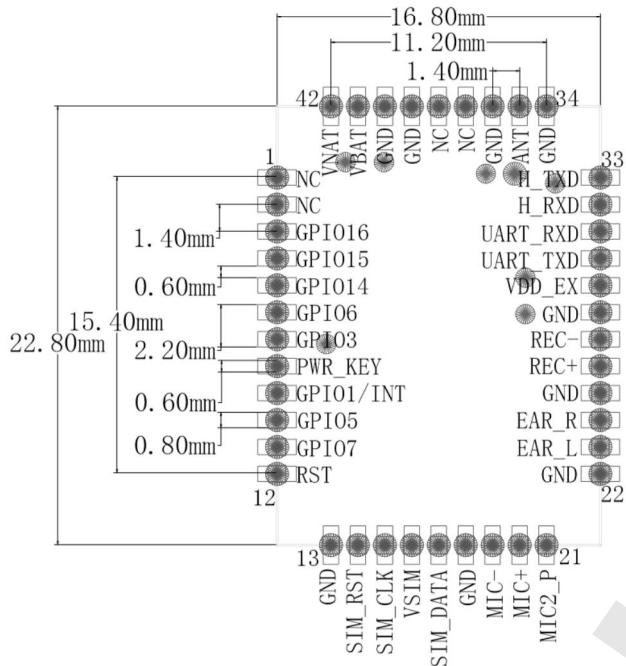 16.80mm
11.20mm
1.40mm
42
34
VNAT
VBAT
GND
GND
NC
NC
GND
ANT
GND
1
33
NC
H_TXD
NC
H_RXD
1.40mm
GPIO16
UART_RXD
GPIO15
UART_TXD
0.60mm
GPIO14
VDD_EX
GPIO6
GND
15.40mm
22.80mm
2.20mm
GPIO3
REC-
PWR_KEY
REC+
0.60mm
GPIO1/INT
GND
GPIO5
EAR_R
0.80mm
GPIO7
EAR_L
RST
GND
12
22
13
21
GND
SIM_RST
SIM_CLK
VSIM
SIM_DATA
GND
MIC-
MIC+
MIC2_P